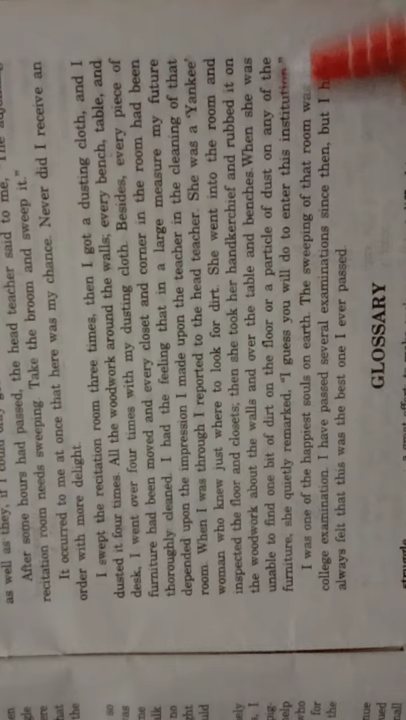 as well as they, if I could only
After some hours had passed, the head teacher said to me, "The adjoining
recitation room needs sweeping. Take the broom and sweep it."
It occurred to me at once that here was my chance. Never did I receive an
order with more delight.
I swept the recitation room three times, then I got a dusting cloth, and I
dusted it four times. All the woodwork around the walls, every bench, table, and
desk, I went over four times with my dusting cloth. Besides, every piece of
furniture had been moved and every closet and corner in the room had been
thoroughly cleaned. I had the feeling that in a large measure my future
depended upon the impression I made upon the teacher in the cleaning of that
room. When I was through I reported to the head teacher. She was a 'Yankee'
woman who knew just where to look for dirt. She went into the room and
inspected the floor and closets; then she took her handkerchief and rubbed it on
the woodwork about the walls and over the table and benches.When she was
unable to find one bit of dirt on the floor or a particle of dust on any of the
furniture, she quietly remarked, "I guess you will do to enter this institution."
I was one of the happiest souls on earth. The sweeping of that room was
college examination. I have passed several examinations since then, but I h
always felt that this was the best one I ever passed.
GLOSSARY
struggle
a great effort to